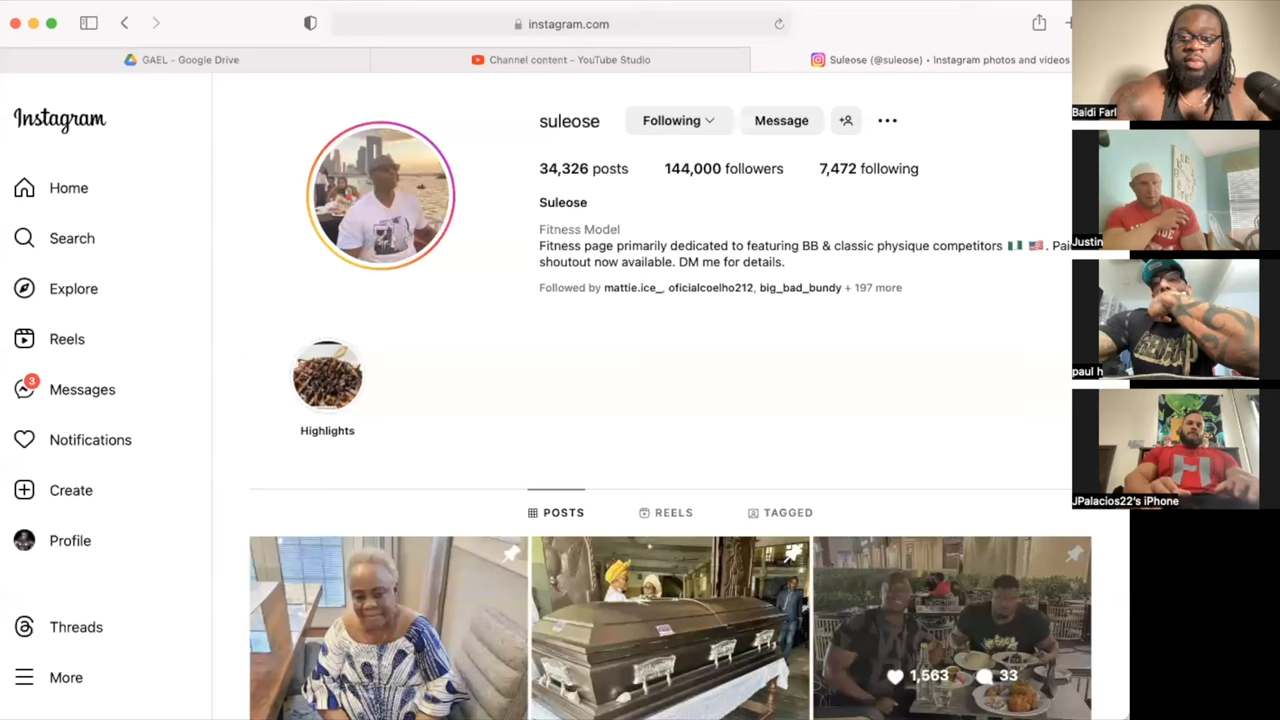 instagram.com
GAEL - Google Drive
Channel content - YouTube Studio
Suleose (@suleose) • Instagram photos and videos
Instagram
Home
Search
Explore
Reels
3
Messages
Notifications
Create
Profile
Threads
More
suleose
Following
Message
34,326 posts
144,000 followers
7,472 following
Suleose
Fitness Model
Fitness page primarily dedicated to featuring BB & classic physique competitors 🇳🇬 🇺🇸. Pai
shoutout now available. DM me for details.
Followed by mattie.ice_, oficialcoelho212, big_bad_bundy + 197 more
Highlights
POSTS
REELS
TAGGED
1,563
33
Baidi Farl
Justin
paul h
JPalacios22's iPhone